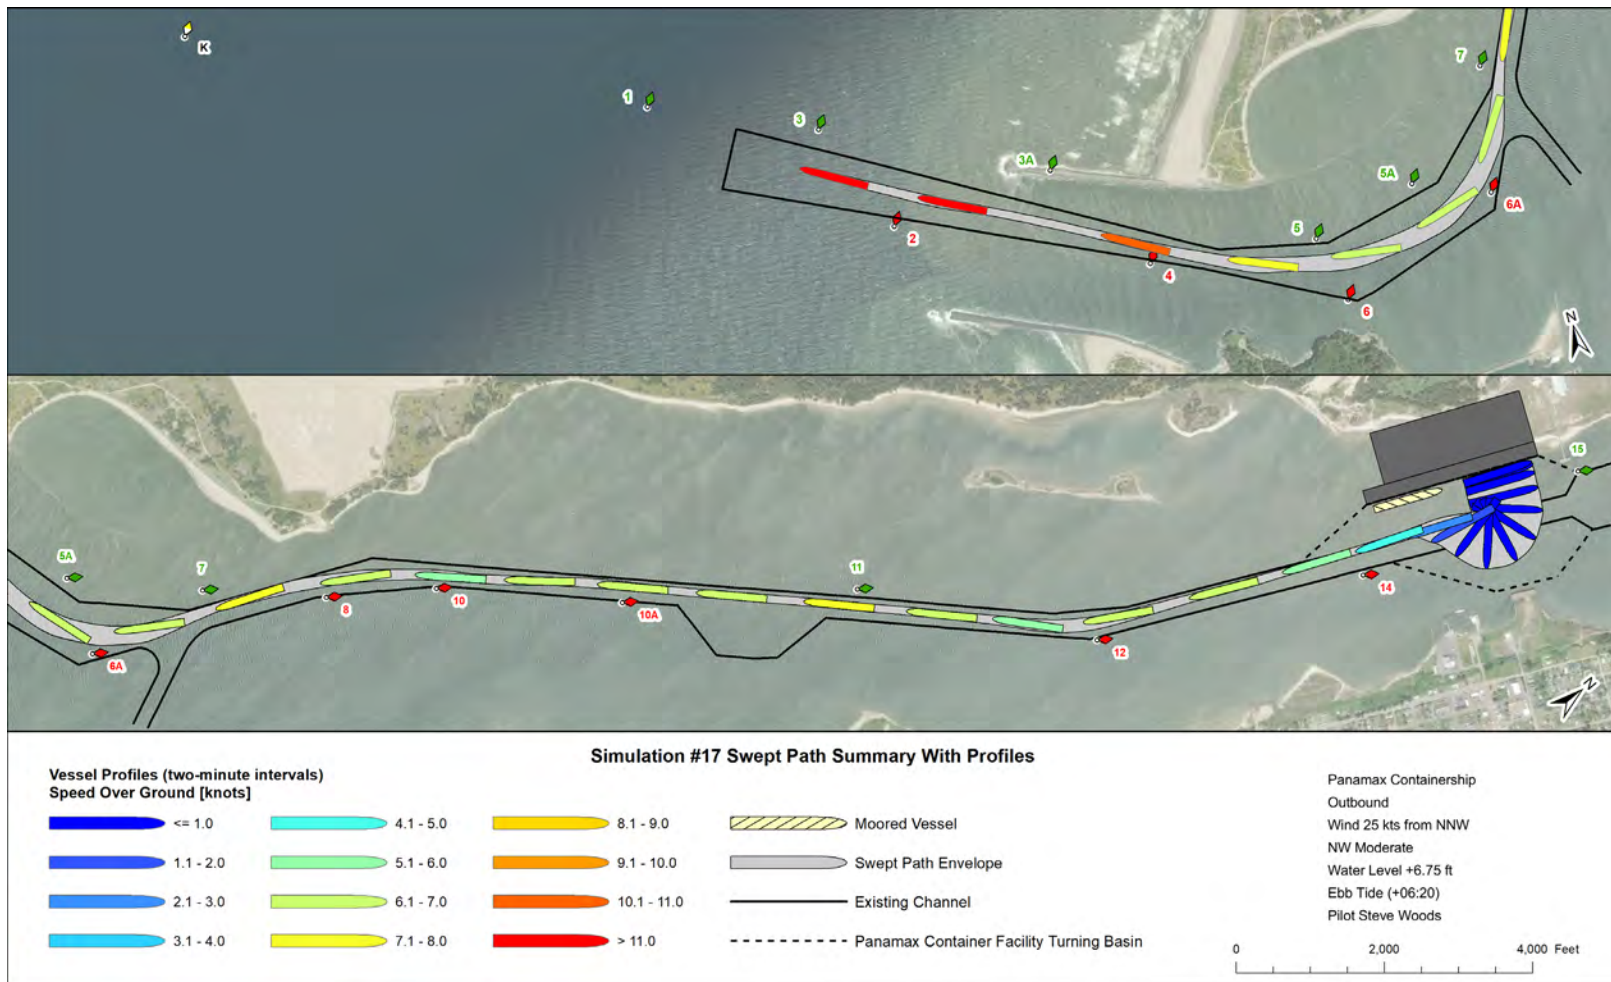 K
1
3
3A
5A
7
5
6A
2
4
6
N
15
5A
7
11
8
10
10A
14
12
6A
N
Simulation #17 Swept Path Summary With Profiles
Vessel Profiles (two-minute intervals)
Speed Over Ground [knots]
<= 1.0
1.1 - 2.0
2.1 - 3.0
3.1 - 4.0
4.1 - 5.0
5.1 - 6.0
6.1 - 7.0
7.1 - 8.0
8.1 - 9.0
9.1 - 10.0
10.1 - 11.0
> 11.0
Moored Vessel
Swept Path Envelope
Existing Channel
Panamax Container Facility Turning Basin
Panamax Containership
Outbound
Wind 25 kts from NNW
NW Moderate
Water Level +6.75 ft
Ebb Tide (+06:20)
Pilot Steve Woods
0 2,000 4,000 Feet